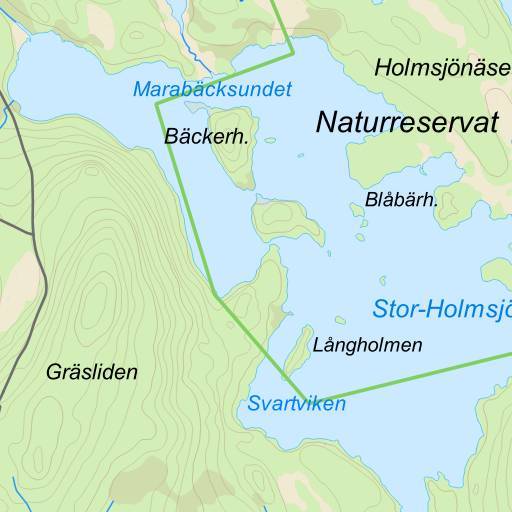 Holmsjönäse
Marabäcksundet
Naturreservat
Bäckerh.
Blåbärh.
Stor-Holmsjö
Långholmen
Gräsliden
Svartviken